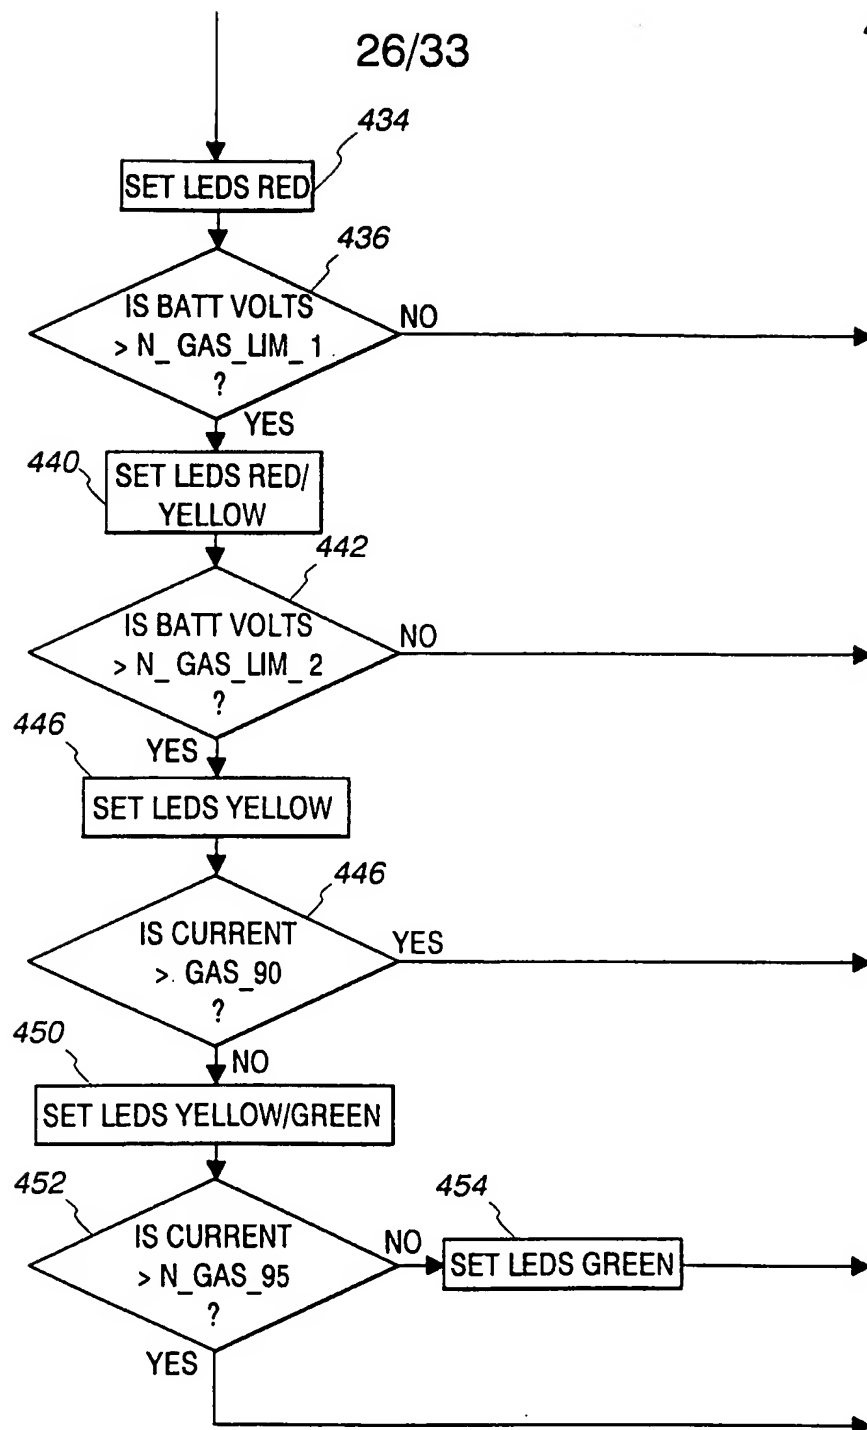 26/33
434
SET LEDS RED
436
IS BATT VOLTS
> N_GAS_LIM_1
?
NO
YES
440
SET LEDS RED/
YELLOW
442
IS BATT VOLTS
> N_GAS_LIM_2
?
NO
YES
446
SET LEDS YELLOW
446
IS CURRENT
> GAS_90
?
YES
NO
450
SET LEDS YELLOW/GREEN
452
IS CURRENT
> N_GAS_95
?
NO
454
SET LEDS GREEN
YES